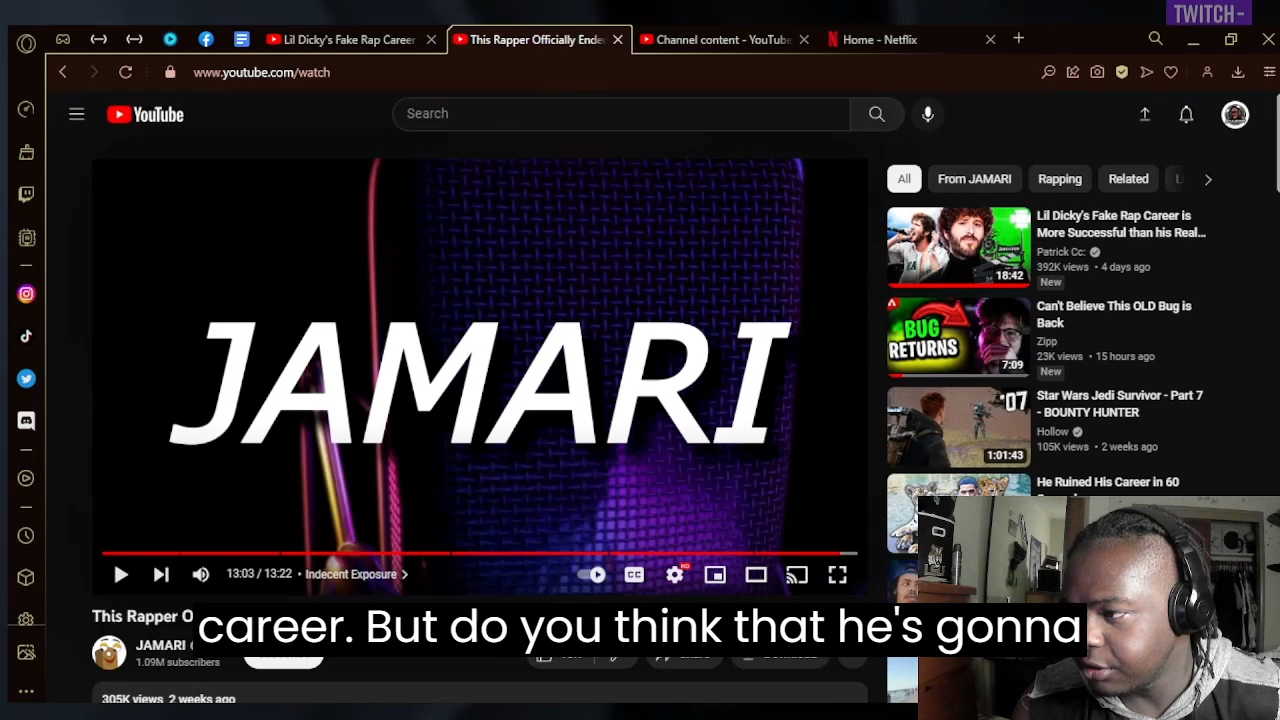 TWITCH-
Lil Dicky's Fake Rap Career
This Rapper Officially Ende
Channel content - YouTube
Home - Netflix
www.youtube.com/watch
YouTube
Search
All
From JAMARI
Rapping
Related
JAMARI
Lil Dicky's Fake Rap Career is
More Successful than his Real...
Patrick Cc:
392K views • 4 days ago
New
18:42
BUG
RETURNS
7:09
Can't Believe This OLD Bug is
Back
Zipp
23K views • 15 hours ago
New
07
1:01:43
Star Wars Jedi Survivor - Part 7
- BOUNTY HUNTER
Hollow
105K views • 2 weeks ago
He Ruined His Career in 60
13:03 / 13:22 • Indecent Exposure
CC
HD
This Rapper O
career. But do you think that he's gonna
JAMARI
1.09M subscribers
305K views 2 weeks ago